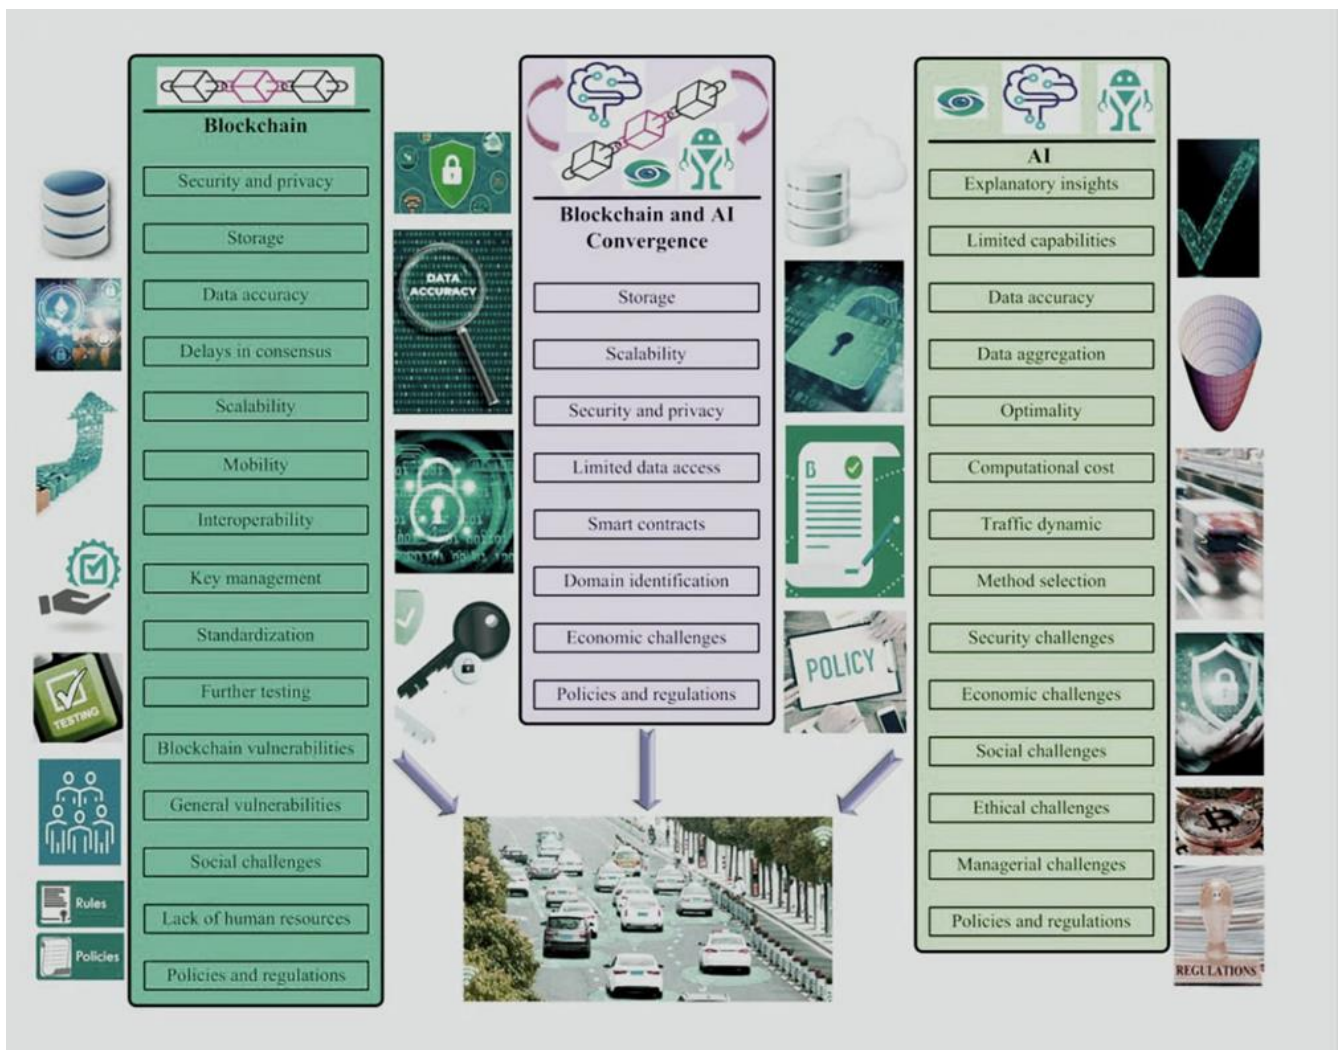 Blockchain
Security and privacy
Storage
Data accuracy
Delays in consensus
Scalability
Mobility
Interoperability
Key management
Standardization
Further testing
Blockchain vulnerabilities
General vulnerabilities
Social challenges
Lack of human resources
Policies and regulations
TESTING
Rules
Policies
DATA
ACCURACY
Blockchain and AI
Convergence
Storage
Scalability
Security and privacy
Limited data access
Smart contracts
Domain identification
Economic challenges
Policies and regulations
POLICY
AI
Explanatory insights
Limited capabilities
Data accuracy
Data aggregation
Optimality
Computational cost
Traffic dynamic
Method selection
Security challenges
Economic challenges
Social challenges
Ethical challenges
Managerial challenges
Policies and regulations
REGULATIONS